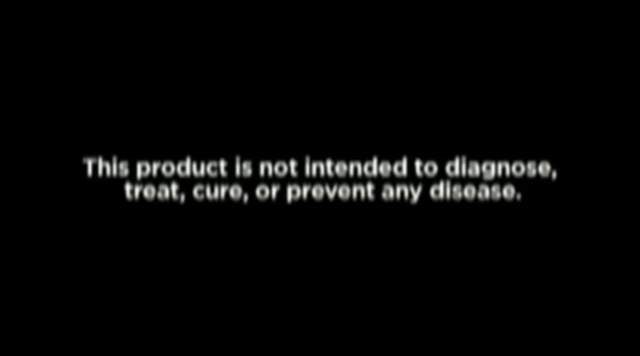 This product is not intended to diagnose,
treat, cure, or prevent any disease.